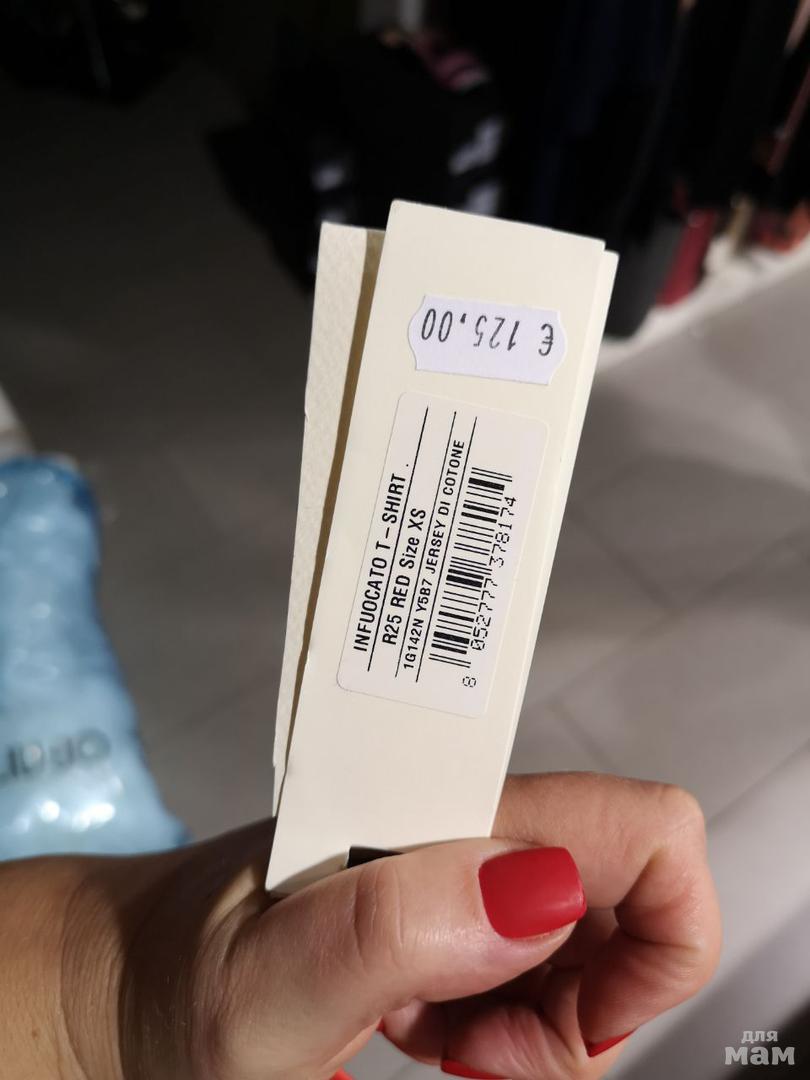 € 125,00
INFUOCATO T-SHIRT .
R25 RED Size XS
1G142N Y5B7 JERSEY DI COTONE
8 052777 378174
для
мам